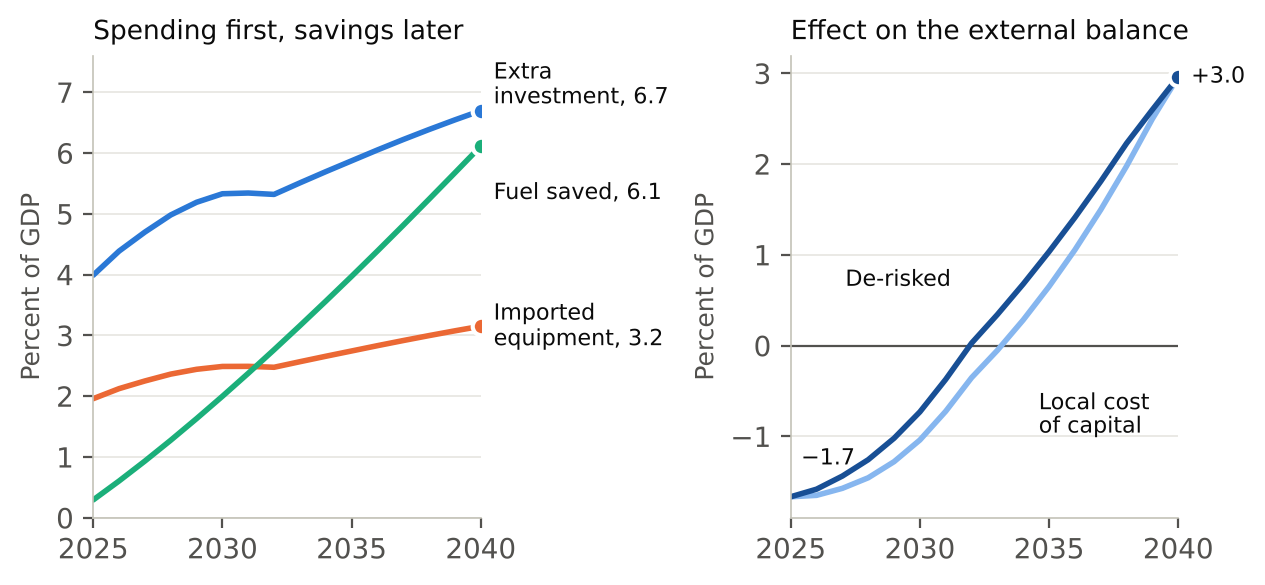 Spending first, savings later
Percent of GDP
7
6
5
4
3
2
1
0
2025
2030
2035
2040
Extra
investment, 6.7
Fuel saved, 6.1
Imported
equipment, 3.2
Effect on the external balance
Percent of GDP
3
2
1
0
−1
2025
2030
2035
2040
+3.0
De-risked
Local cost
of capital
−1.7